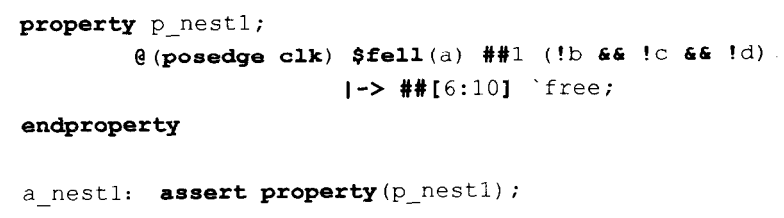 property p_nest1;
@(posedge clk) $fell(a) ##1 (!b && !c && !d)
|-> ##[6:10] `free;
endproperty
a_nest1: assert property(p_nest1);